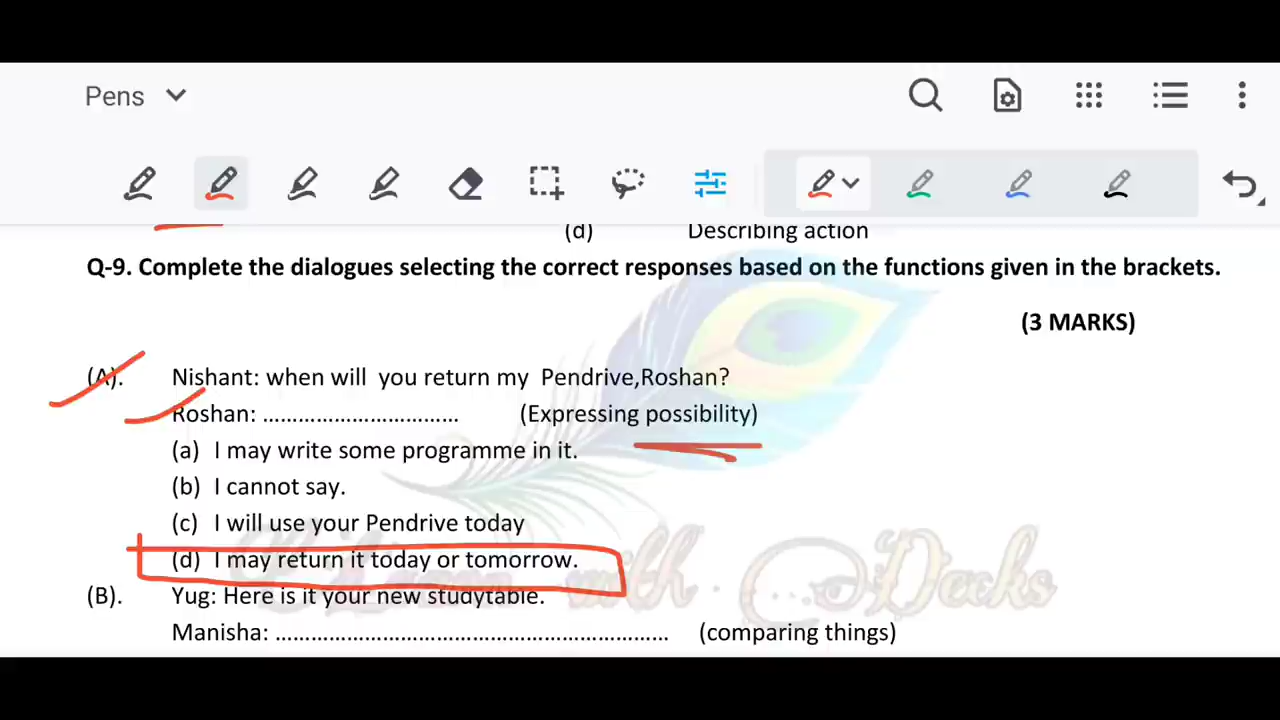 Pens
(d) Describing action
Q-9. Complete the dialogues selecting the correct responses based on the functions given in the brackets.
(3 MARKS)
(A). Nishant: when will you return my Pendrive,Roshan?
Roshan: ................................. (Expressing possibility)
(a) I may write some programme in it.
(b) I cannot say.
(c) I will use your Pendrive today
(d) I may return it today or tomorrow.
(B). Yug: Here is it your new studytable.
Manisha: ................................................................ (comparing things)
Learn with Decks